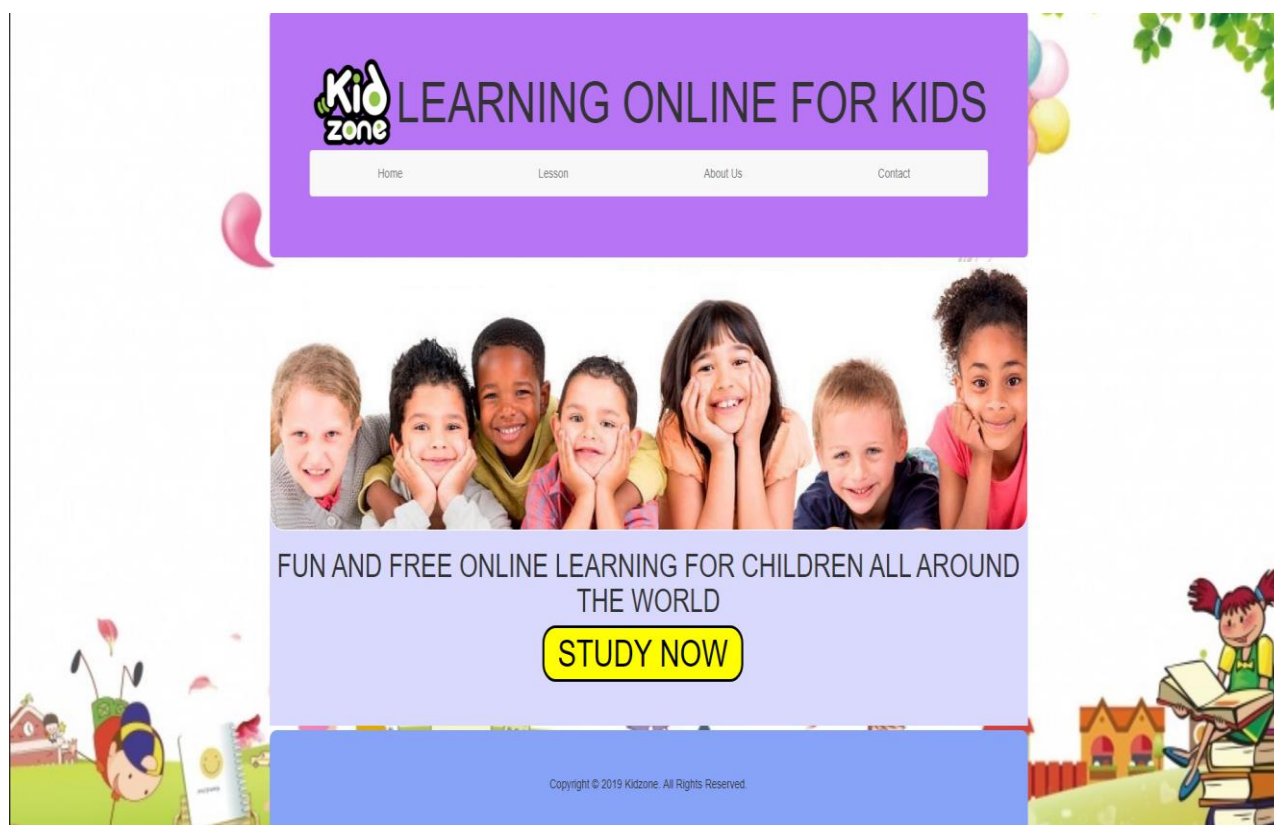 Kid
zone
LEARNING ONLINE FOR KIDS
Home Lesson About Us Contact
FUN AND FREE ONLINE LEARNING FOR CHILDREN ALL AROUND
THE WORLD
STUDY NOW
Copyright © 2019 Kidzone. All Rights Reserved.